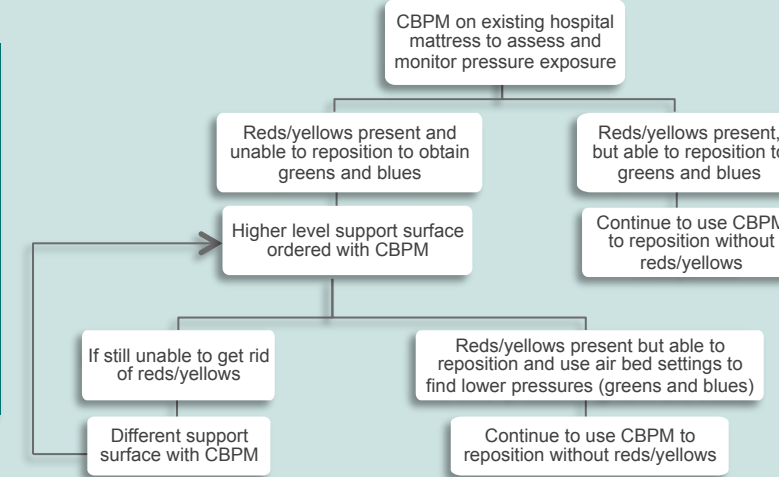 CBPM on existing hospital
mattress to assess and
monitor pressure exposure
Reds/yellows present and
unable to reposition to obtain
greens and blues
Reds/yellows present,
but able to reposition to
greens and blues
Higher level support surface
ordered with CBPM
Continue to use CBPM
to reposition without
reds/yellows
If still unable to get rid
of reds/yellows
Reds/yellows present but able to
reposition and use air bed settings to
find lower pressures (greens and blues)
Different support
surface with CBPM
Continue to use CBPM to
reposition without reds/yellows